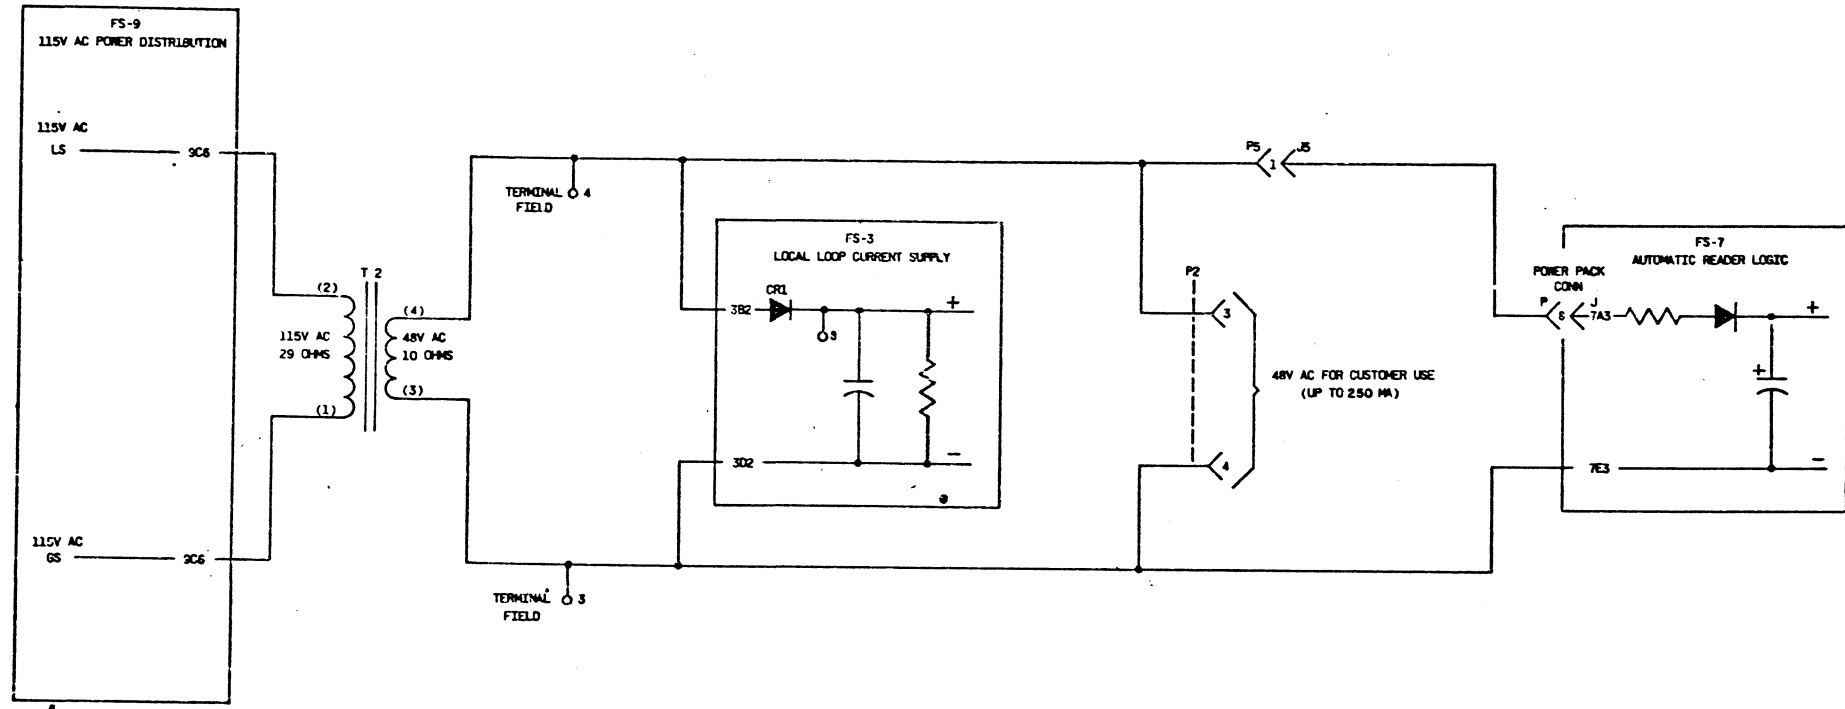 FS-9
115V AC POWER DISTRIBUTION
115V AC
LS
9C6
115V AC
GS
9C6
T 2
(2)
(1)
115V AC
29 OHMS
(4)
(3)
48V AC
10 OHMS
TERMINAL
FIELD
4
TERMINAL
FIELD
3
FS-3
LOCAL LOOP CURRENT SUPPLY
3B2
CR1
+
3D2
−
P2
3
4
48V AC FOR CUSTOMER USE
(UP TO 250 MA)
P5
1
J5
FS-7
AUTOMATIC READER LOGIC
POWER PACK
CONN
P
6
J
7A3
+
+
7E3
−